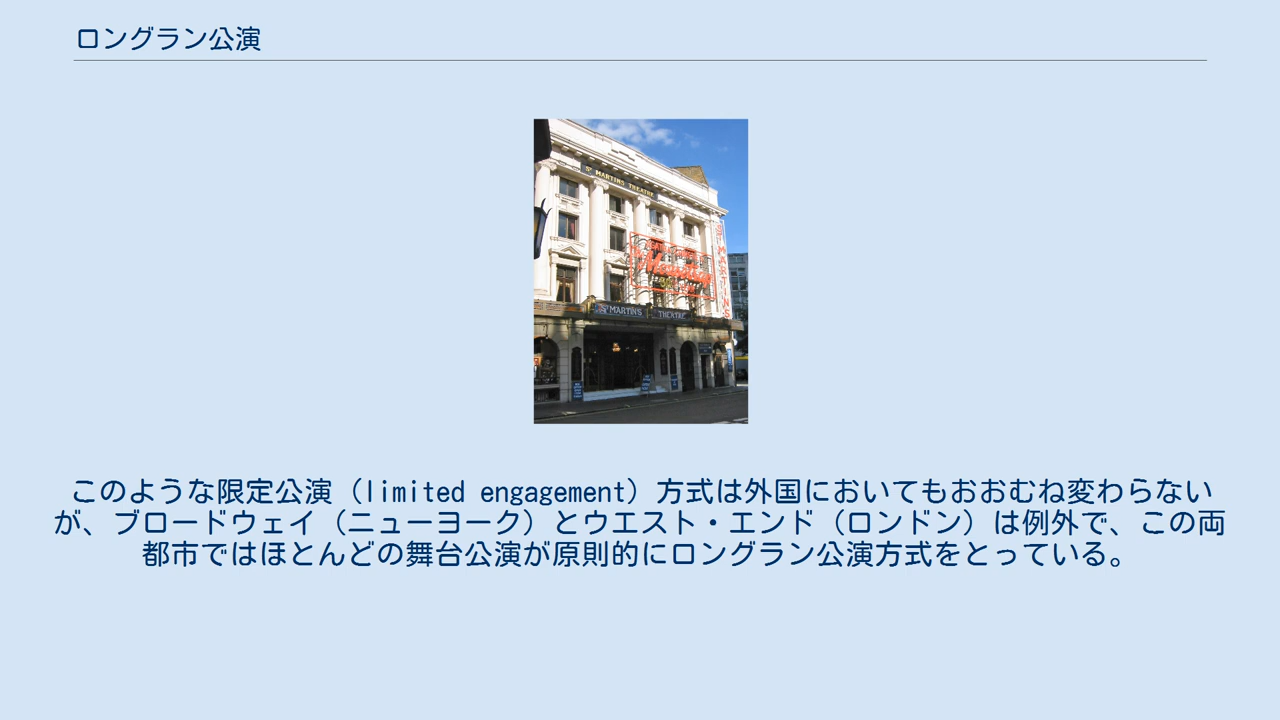 ロングラン公演
ST MARTINS THEATRE
ST MARTINS
ST MARTIN'S THEATRE
このような限定公演（limited engagement）方式は外国においてもおおむね変わらない
が、ブロードウェイ（ニューヨーク）とウエスト・エンド（ロンドン）は例外で、この両
都市ではほとんどの舞台公演が原則的にロングラン公演方式をとっている。